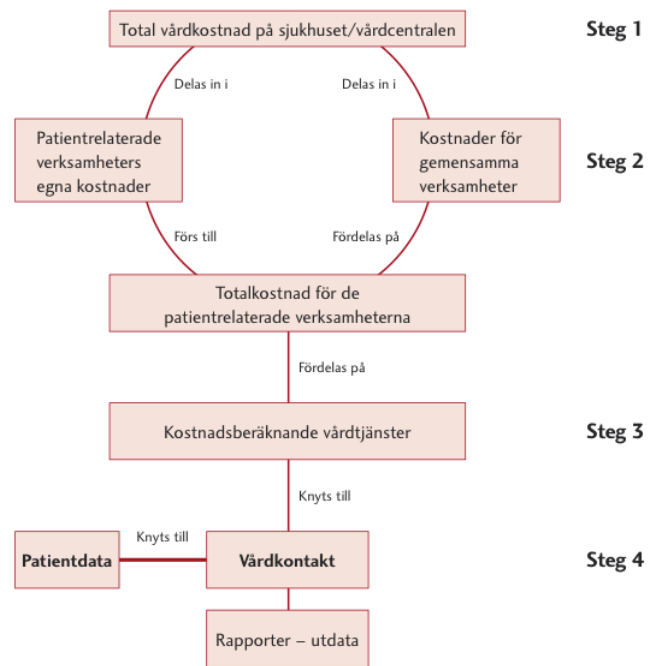 Total vårdkostnad på sjukhuset/vårdcentralen
Steg 1
Delas in i
Delas in i
Patientrelaterade
verksamheters
egna kostnader
Kostnader för
gemensamma
verksamheter
Steg 2
Förs till
Fördelas på
Totalkostnad för de
patientrelaterade verksamheterna
Fördelas på
Kostnadsberäknande vårdtjänster
Steg 3
Knyts till
Knyts till
Patientdata
Vårdkontakt
Steg 4
Rapporter – utdata